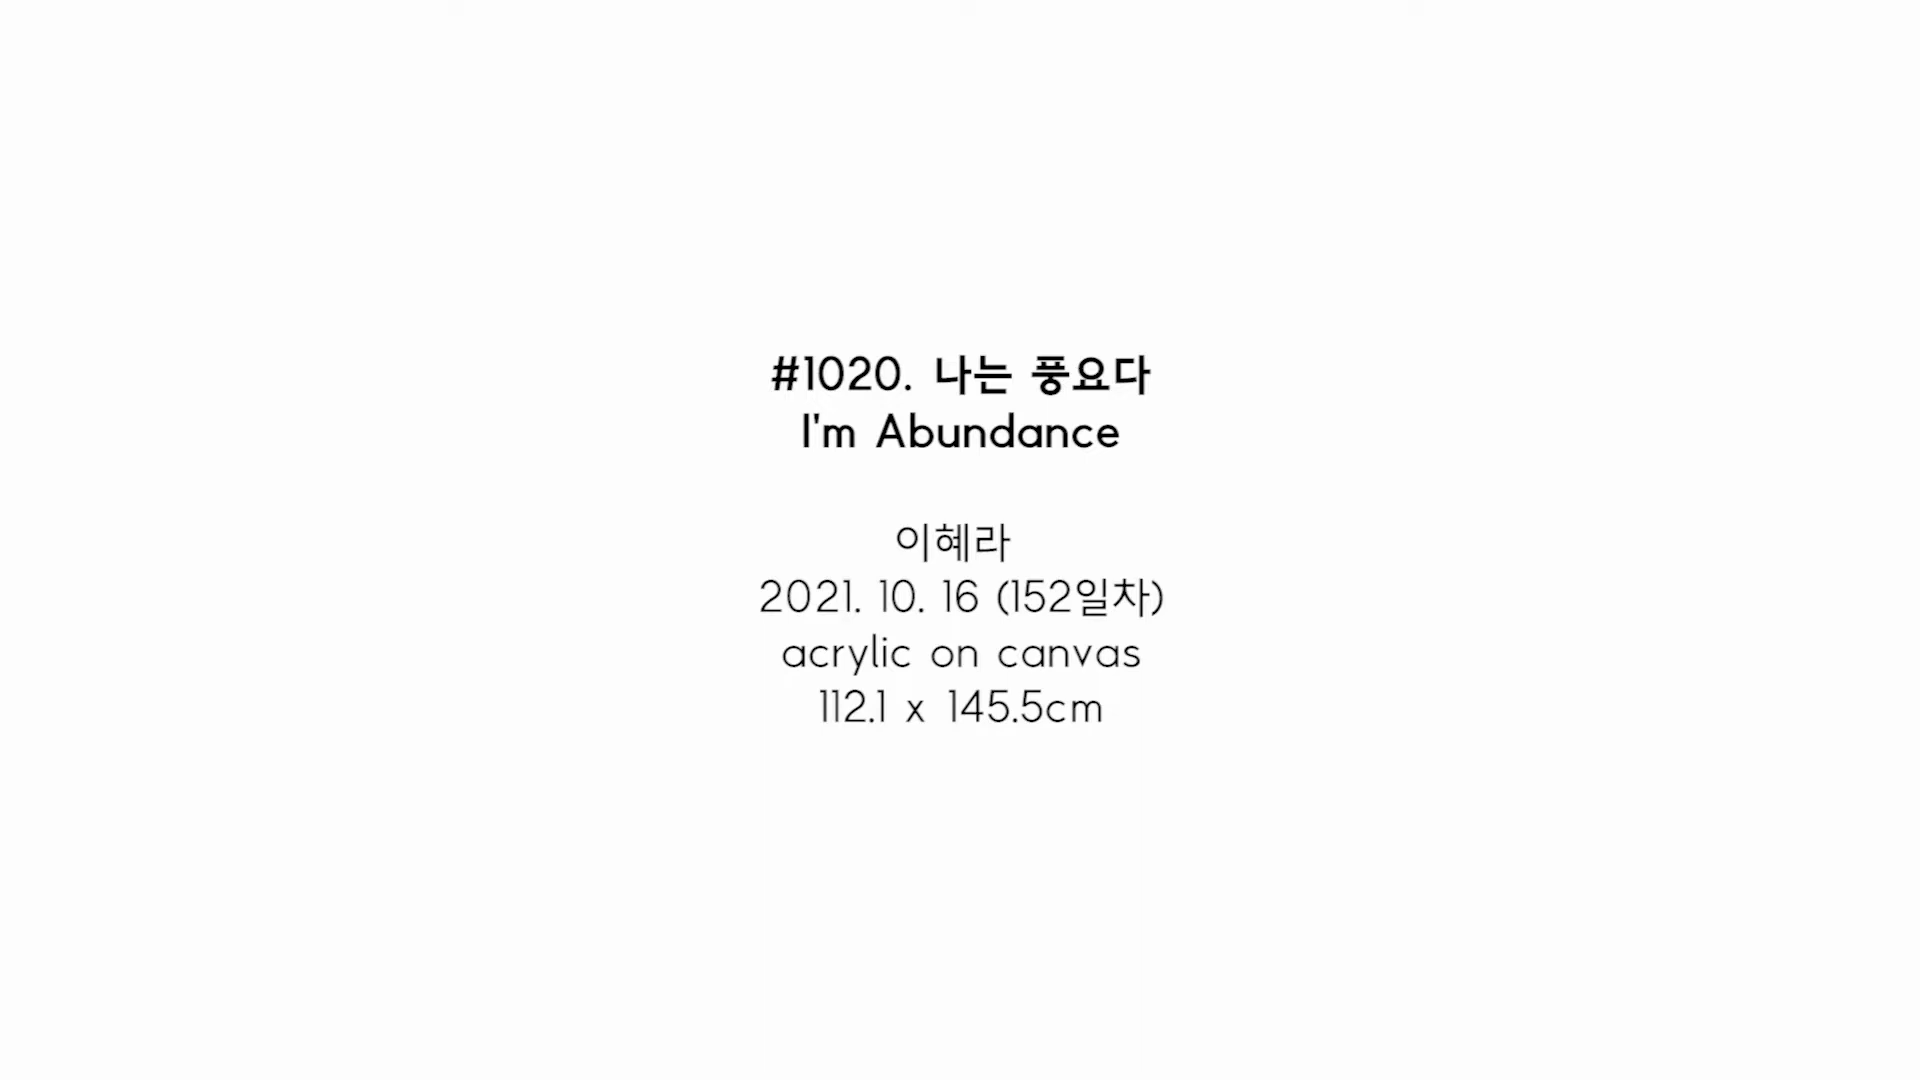 #1020. 나는 풍요다
I'm Abundance
이혜라
2021. 10. 16 (152일차)
acrylic on canvas
112.1 x 145.5cm